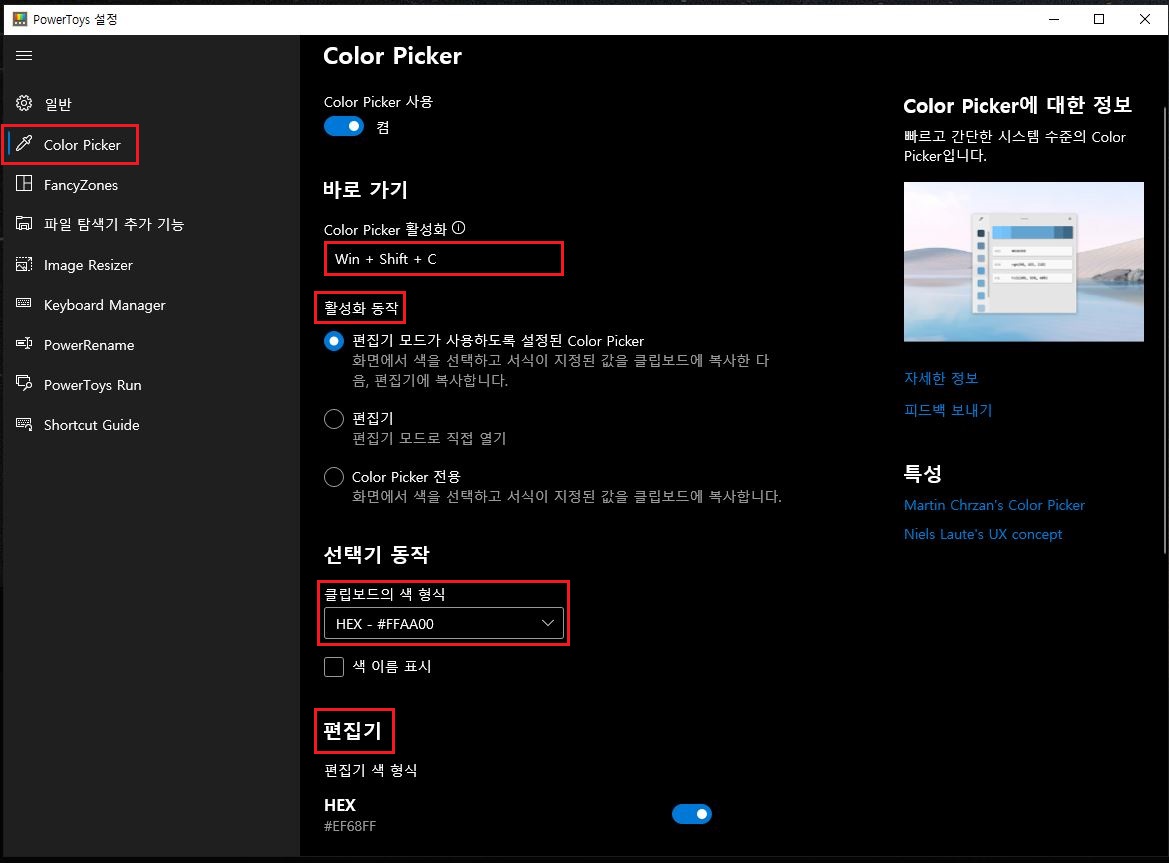 PowerToys 설정
일반
Color Picker
FancyZones
파일 탐색기 추가 기능
Image Resizer
Keyboard Manager
PowerRename
PowerToys Run
Shortcut Guide
Color Picker
Color Picker 사용
켬
바로 가기
Color Picker 활성화
Win + Shift + C
활성화 동작
편집기 모드가 사용하도록 설정된 Color Picker
화면에서 색을 선택하고 서식이 지정된 값을 클립보드에 복사한 다
음, 편집기에 복사합니다.
편집기
편집기 모드로 직접 열기
Color Picker 전용
화면에서 색을 선택하고 서식이 지정된 값을 클립보드에 복사합니다.
선택기 동작
클립보드의 색 형식
HEX - #FFAA00
색 이름 표시
편집기
편집기 색 형식
HEX
#EF68FF
Color Picker에 대한 정보
빠르고 간단한 시스템 수준의 Color
Picker입니다.
자세한 정보
피드백 보내기
특성
Martin Chrzan's Color Picker
Niels Laute's UX concept